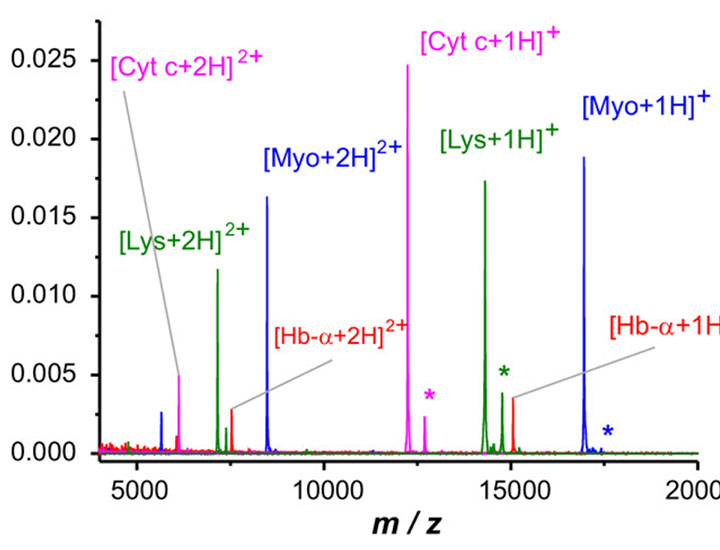 [Cyt c+1H]⁺
[Cyt c+2H]²⁺
[Myo+1H]⁺
[Lys+1H]⁺
[Myo+2H]²⁺
[Lys+2H]²⁺
[Hb-α+2H]²⁺
[Hb-α+1H
*
*
*
0.025
0.020
0.015
0.010
0.005
0.000
5000 10000 15000 2000
m / z